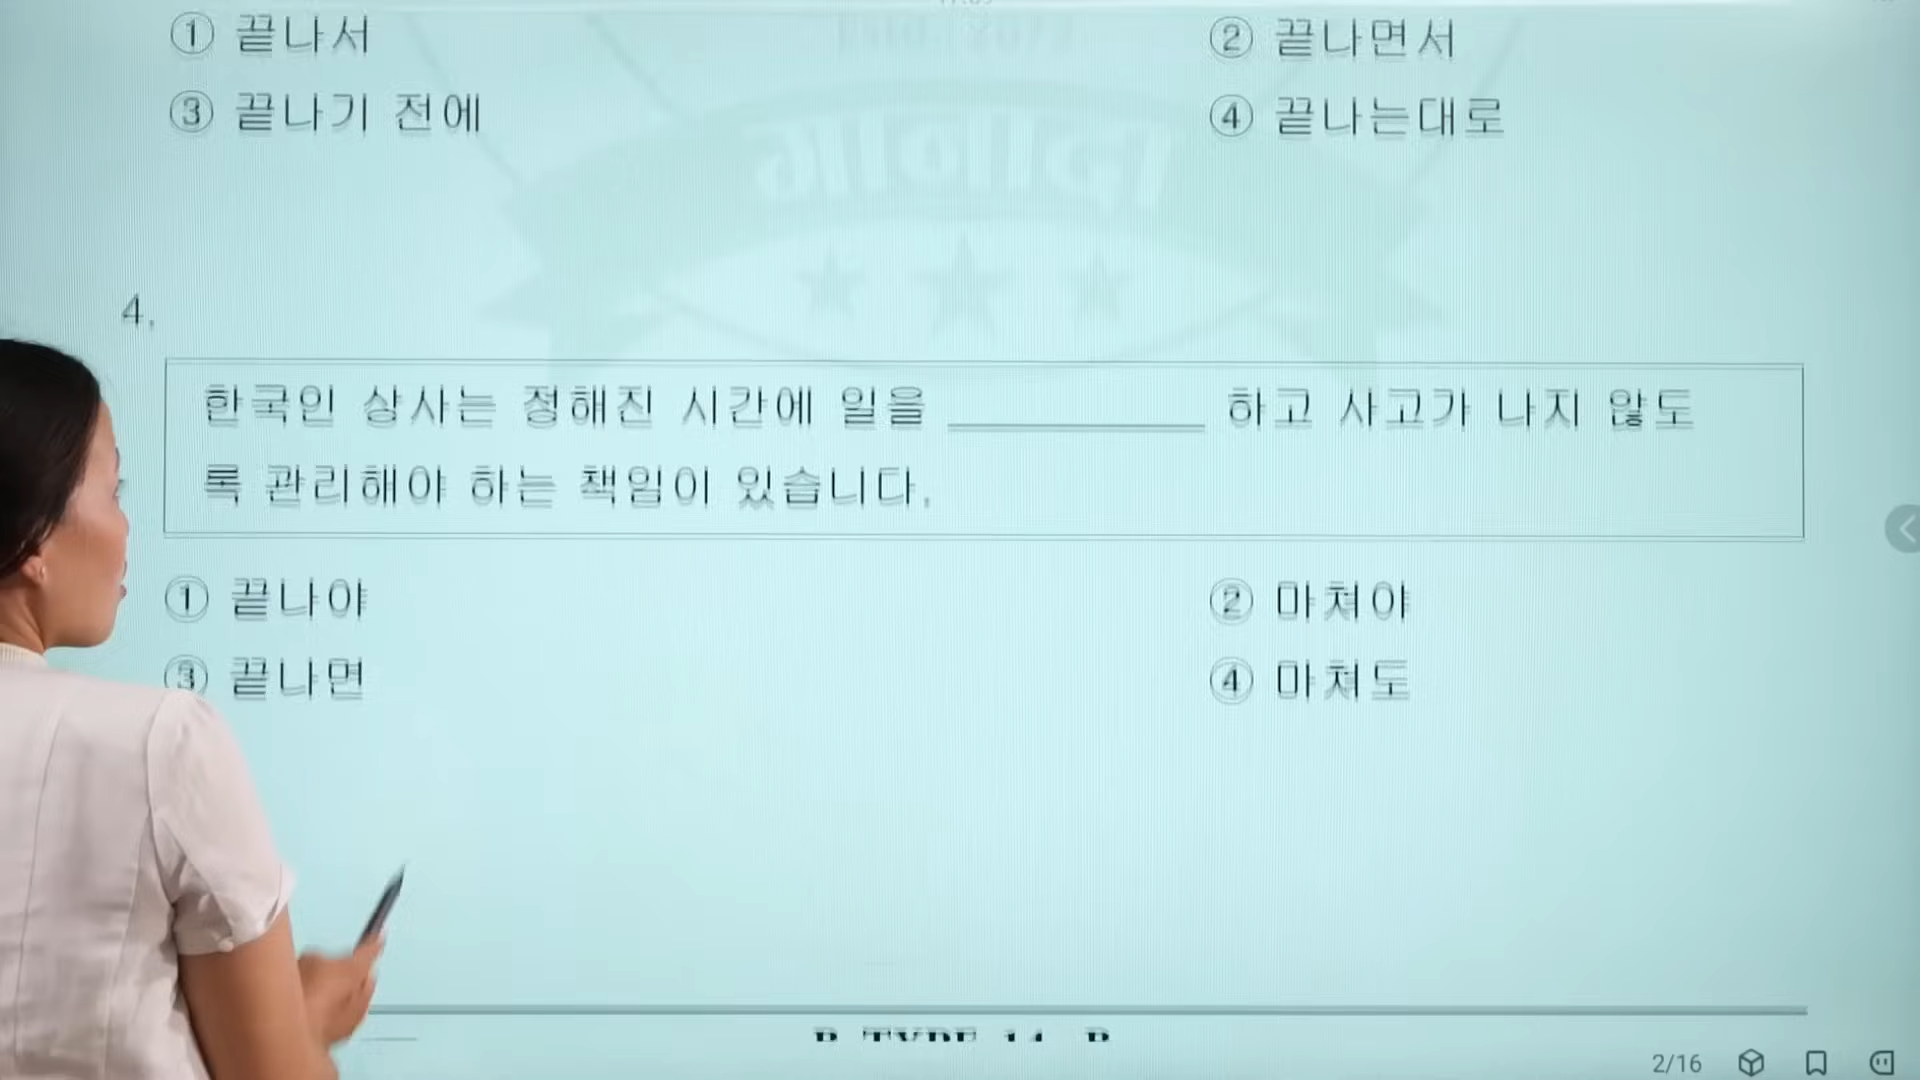 ① 끝나서 ② 끝나면서
③ 끝나기 전에 ④ 끝나는대로
4.
한국인 상사는 정해진 시간에 일을 ________ 하고 사고가 나지 않도
록 관리해야 하는 책임이 있습니다.
① 끝나야 ② 마쳐야
③ 끝나면 ④ 마쳐도
2/16